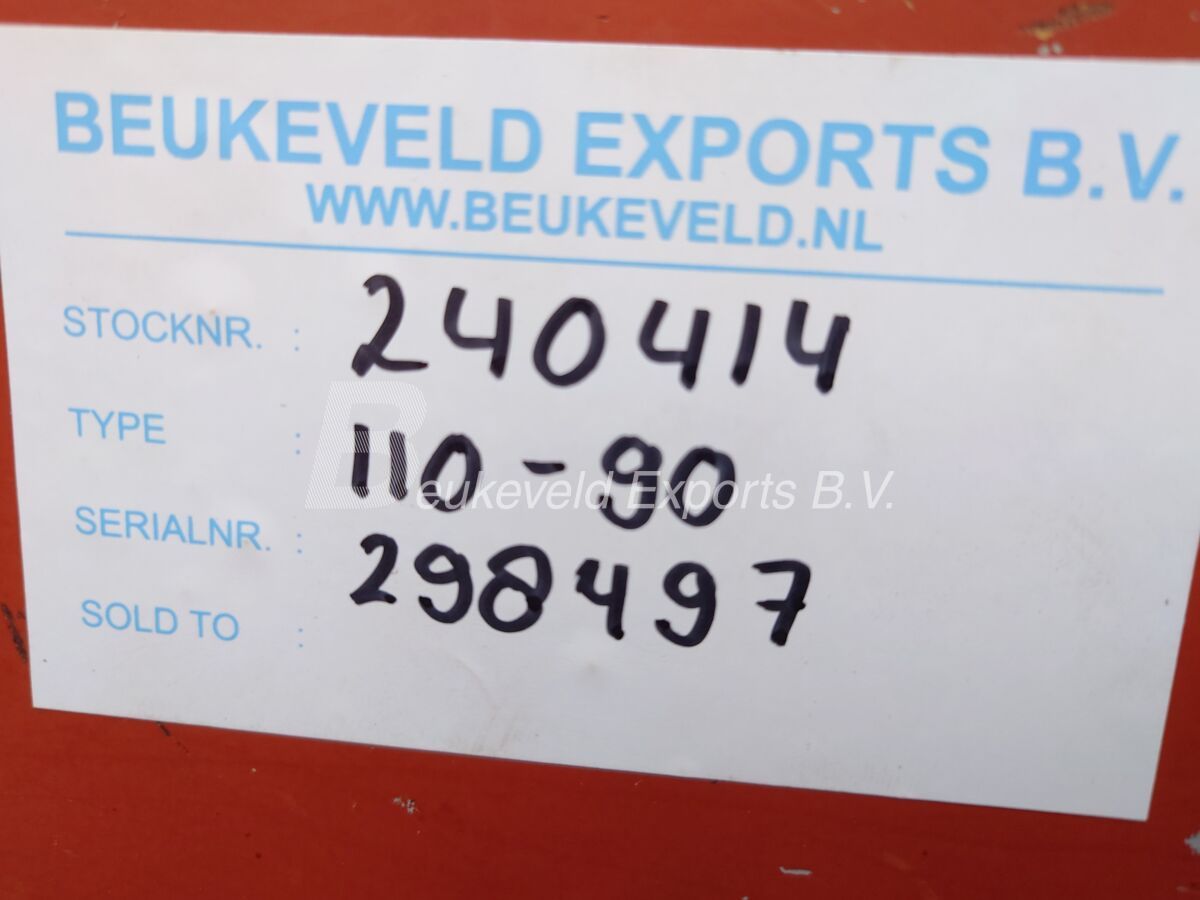 BEUKEVELD EXPORTS B.V.
WWW.BEUKEVELD.NL
STOCKNR. : 240414
TYPE : 110-90
Beukeveld Exports B.V.
SERIALNR. : 298497
SOLD TO :